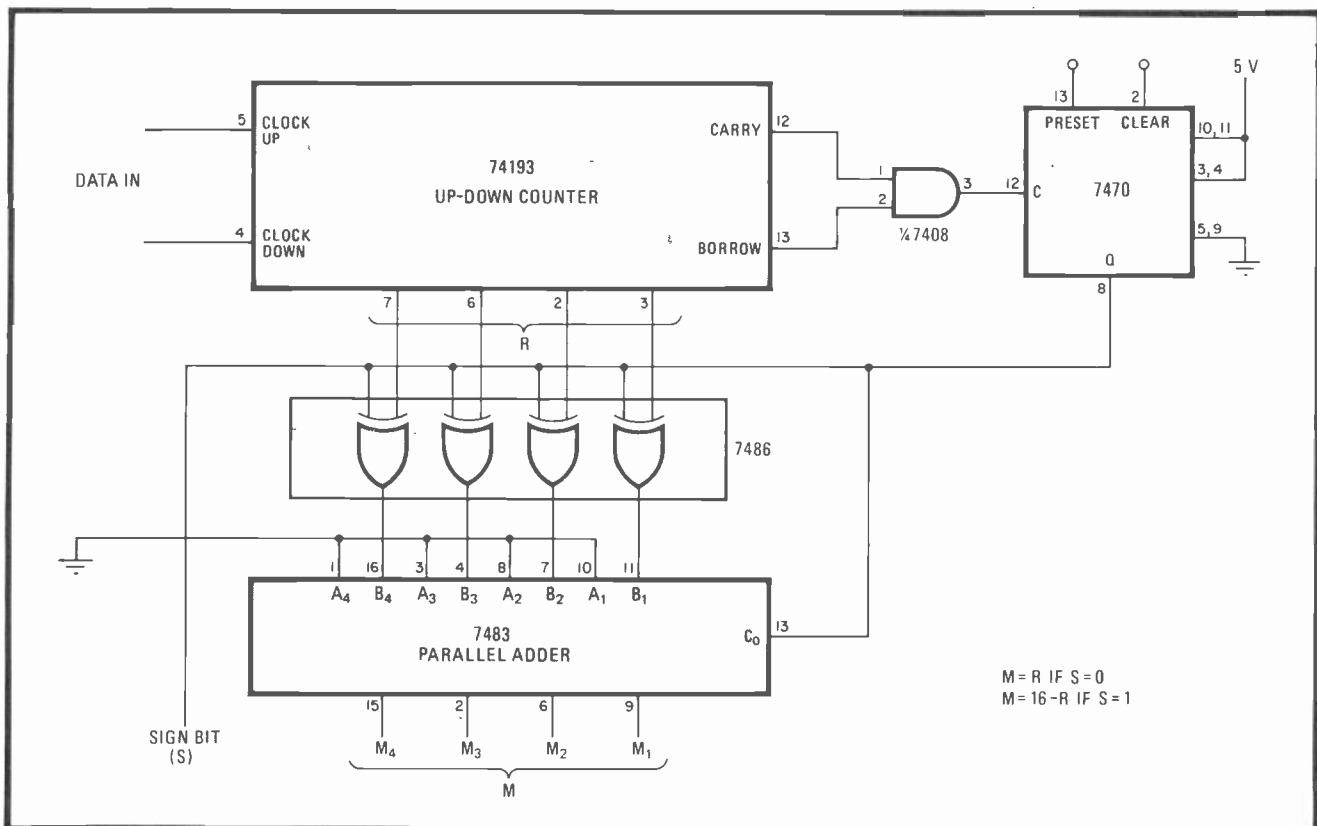 13
2
5 V
PRESET
CLEAR
10, 11
5
CLOCK
UP
CARRY
12
DATA IN
74193
UP-DOWN COUNTER
1
2
3
12
C
7470
3, 4
4
CLOCK
DOWN
BORROW
13
¼ 7408
5, 9
Q
8
7
6
2
3
R
7486
1
16
3
4
8
7
10
11
A4
B4
A3
B3
A2
B2
A1
B1
7483
PARALLEL ADDER
C0
13
15
2
6
9
M = R IF S = 0
M = 16 - R IF S = 1
SIGN BIT
(S)
M4
M3
M2
M1
M